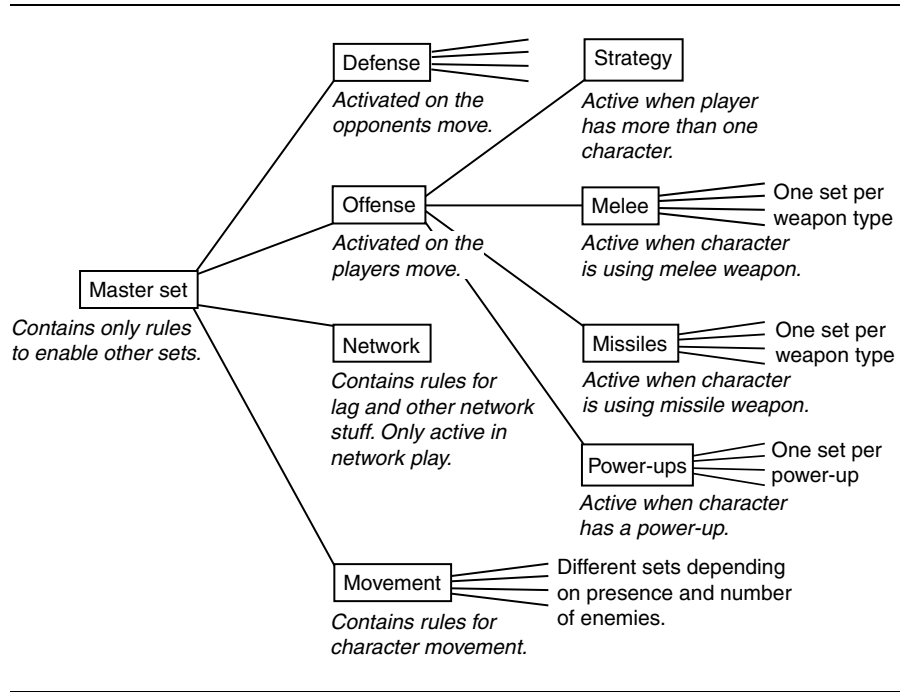 Defense
Activated on the
opponents move.
Strategy
Active when player
has more than one
character.
Offense
Activated on the
players move.
Melee
One set per
weapon type
Active when character
is using melee weapon.
Master set
Contains only rules
to enable other sets.
Network
Contains rules for
lag and other network
stuff. Only active in
network play.
Missiles
One set per
weapon type
Active when character
is using missile weapon.
Power-ups
One set per
power-up
Active when character
has a power-up.
Movement
Contains rules for
character movement.
Different sets depending
on presence and number
of enemies.